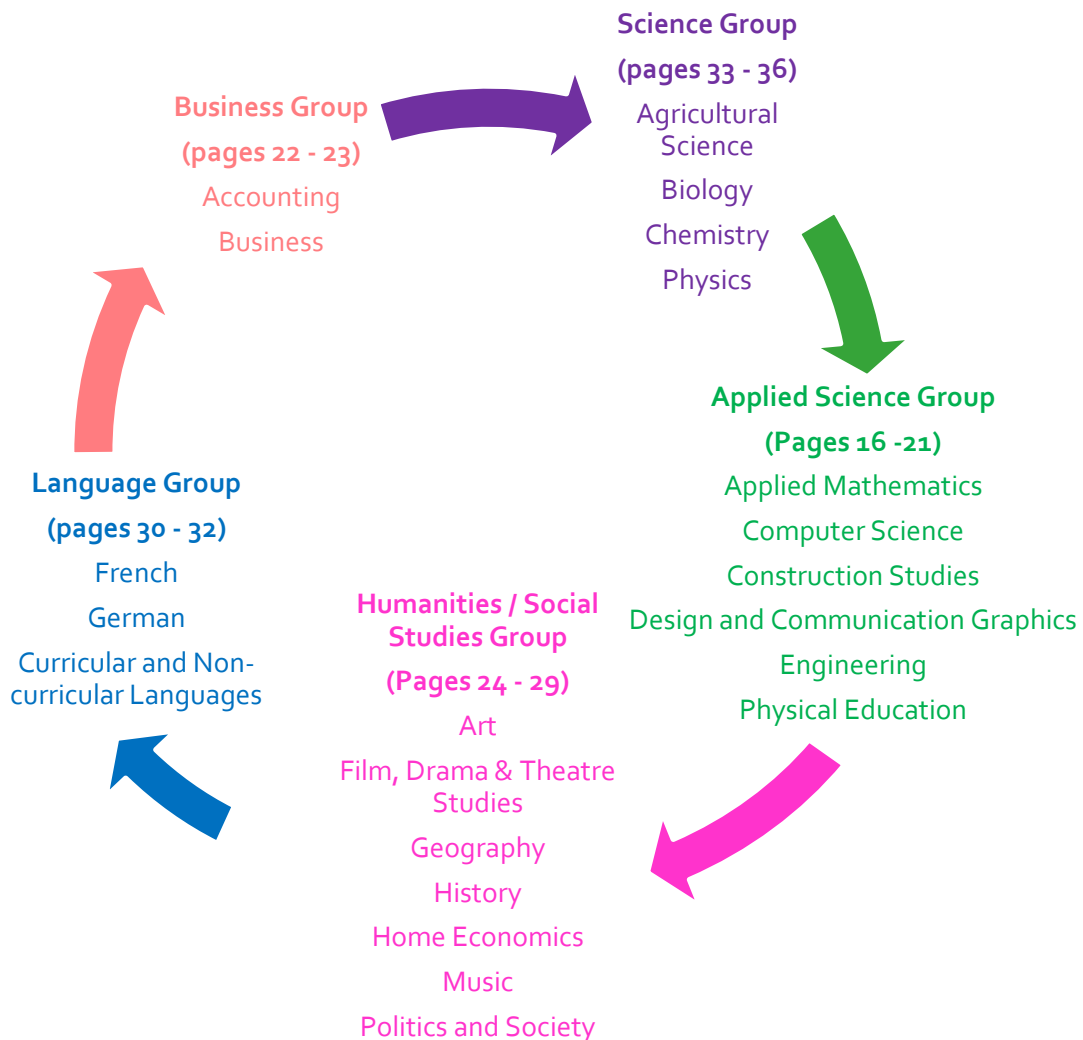 Science Group
(pages 33 - 36)
Agricultural
Science
Biology
Chemistry
Physics
Business Group
(pages 22 - 23)
Accounting
Business
Applied Science Group
(Pages 16 -21)
Applied Mathematics
Computer Science
Construction Studies
Design and Communication Graphics
Engineering
Physical Education
Language Group
(pages 30 - 32)
French
German
Curricular and Non-
curricular Languages
Humanities / Social
Studies Group
(Pages 24 - 29)
Art
Film, Drama & Theatre
Studies
Geography
History
Home Economics
Music
Politics and Society